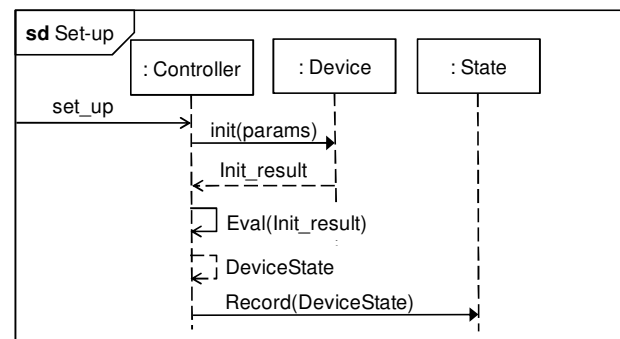 sd Set-up
: Controller
: Device
: State
set_up
init(params)
Init_result
Eval(Init_result)
DeviceState
Record(DeviceState)